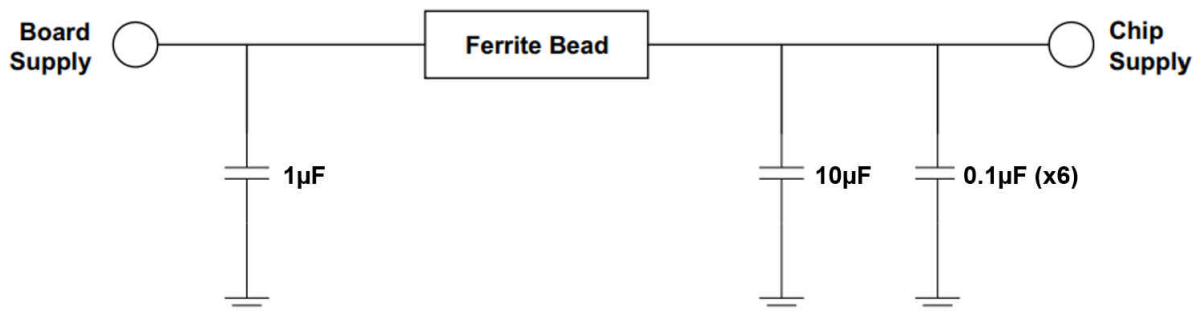 Board
Supply
Ferrite Bead
Chip
Supply
1µF
10µF
0.1µF (x6)